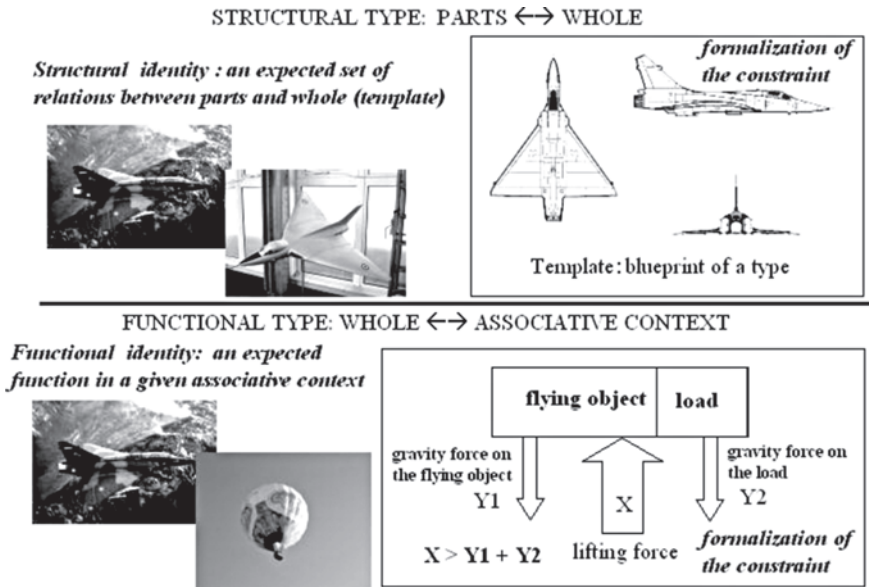 STRUCTURAL TYPE: PARTS ←→ WHOLE
Structural identity : an expected set of
relations between parts and whole (template)
formalization of
the constraint
Template: blueprint of a type
FUNCTIONAL TYPE: WHOLE ←→ ASSOCIATIVE CONTEXT
Functional identity: an expected
function in a given associative context
flying object
load
gravity force on
the flying object
Y1
X
gravity force on
the load
Y2
X > Y1 + Y2
lifting force
formalization of
the constraint